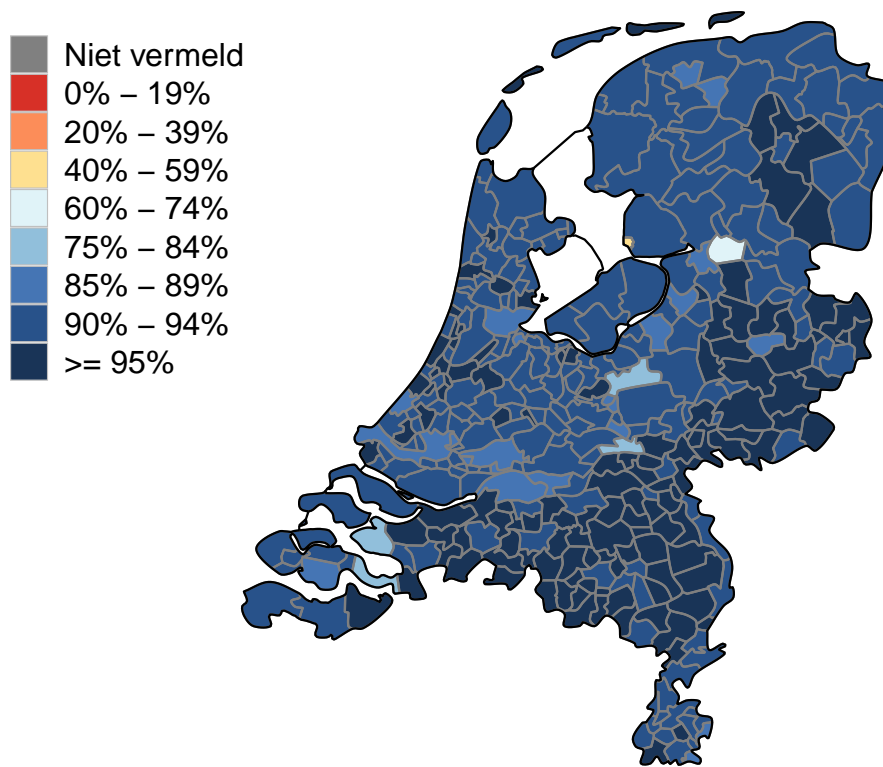 Niet vermeld
0% – 19%
20% – 39%
40% – 59%
60% – 74%
75% – 84%
85% – 89%
90% – 94%
>= 95%